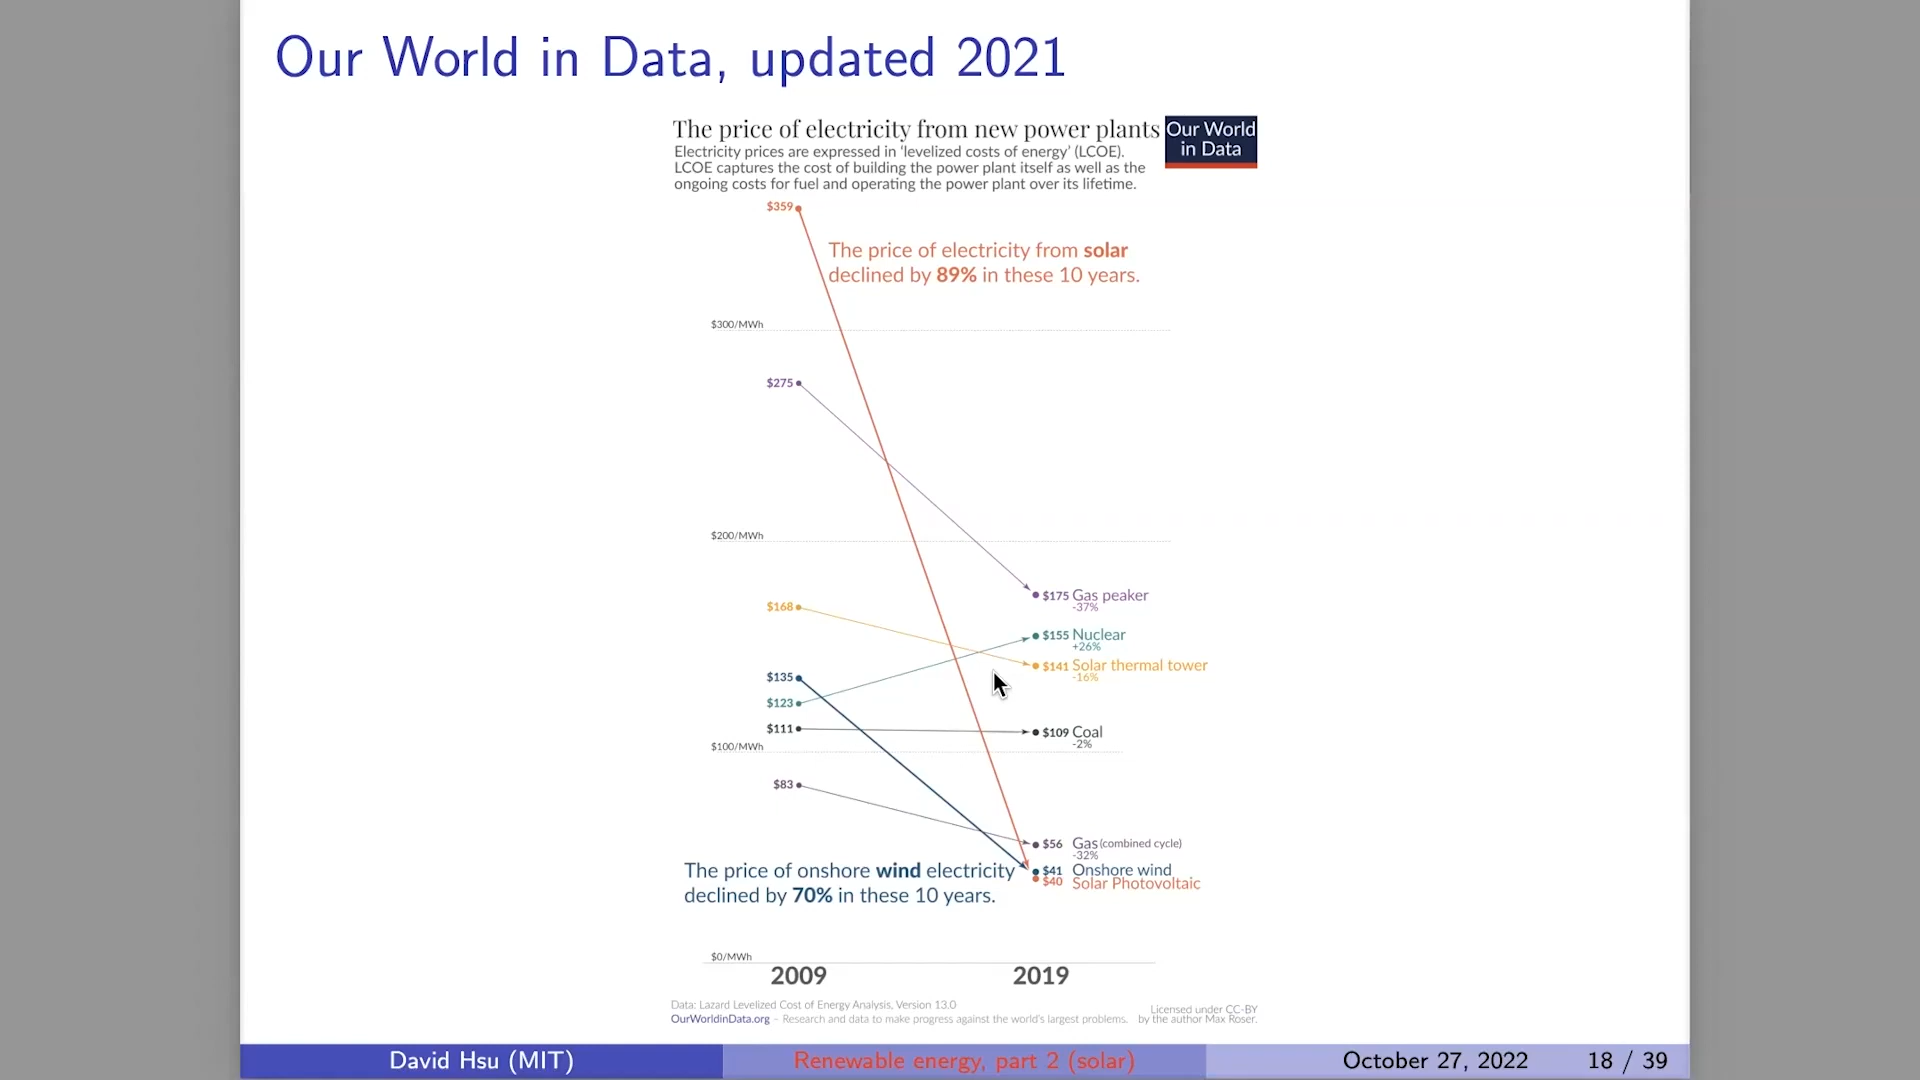 Our World in Data, updated 2021
The price of electricity from new power plants
Our World
in Data
Electricity prices are expressed in ‘levelized costs of energy’ (LCOE).
LCOE captures the cost of building the power plant itself as well as the
ongoing costs for fuel and operating the power plant over its lifetime.
$359
The price of electricity from solar
declined by 89% in these 10 years.
$300/MWh
$275
$200/MWh
$175 Gas peaker
-37%
$168
$155 Nuclear
+26%
$141 Solar thermal tower
-16%
$135
$123
$111
$109 Coal
-2%
$100/MWh
$83
$56 Gas (combined cycle)
-32%
$41 Onshore wind
$40 Solar Photovoltaic
The price of onshore wind electricity
declined by 70% in these 10 years.
$0/MWh
2009 2019
Data: Lazard Levelized Cost of Energy Analysis, Version 13.0
OurWorldinData.org – Research and data to make progress against the world's largest problems.
Licensed under CC-BY
by the author Max Roser.
David Hsu (MIT) Renewable energy, part 2 (solar) October 27, 2022 18 / 39